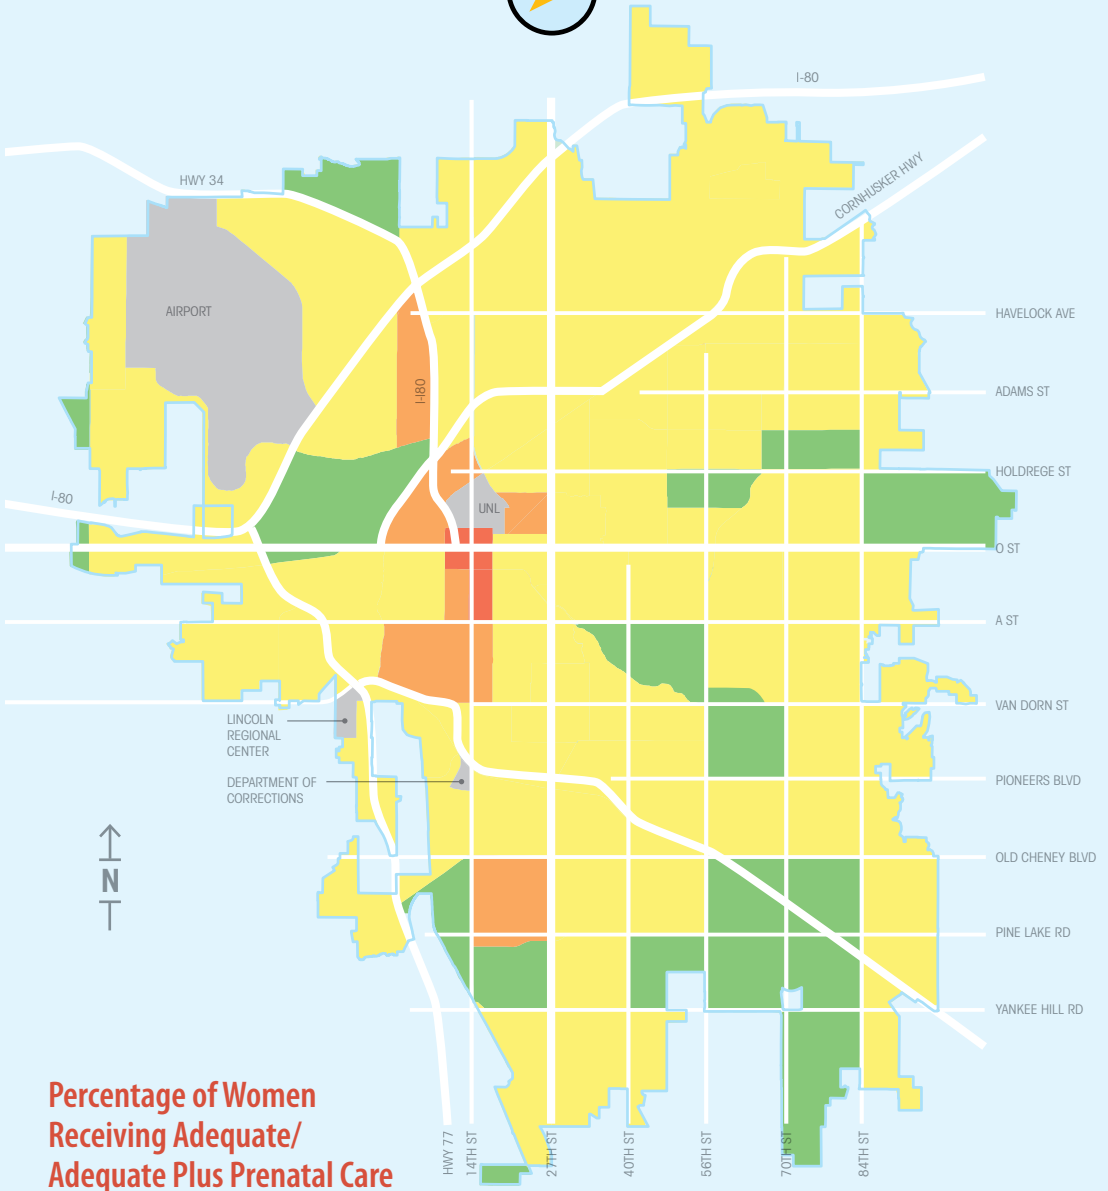 I-80
CORNHUSKER HWY
HWY 34
AIRPORT
HAVELOCK AVE
I-180
ADAMS ST
HOLDREGE ST
I-80
UNL
O ST
A ST
VAN DORN ST
LINCOLN
REGIONAL
CENTER
DEPARTMENT OF
CORRECTIONS
PIONEERS BLVD
OLD CHENEY BLVD
N
PINE LAKE RD
YANKEE HILL RD
HWY 77
14TH ST
27TH ST
40TH ST
56TH ST
70TH ST
84TH ST
Percentage of Women
Receiving Adequate/
Adequate Plus Prenatal Care